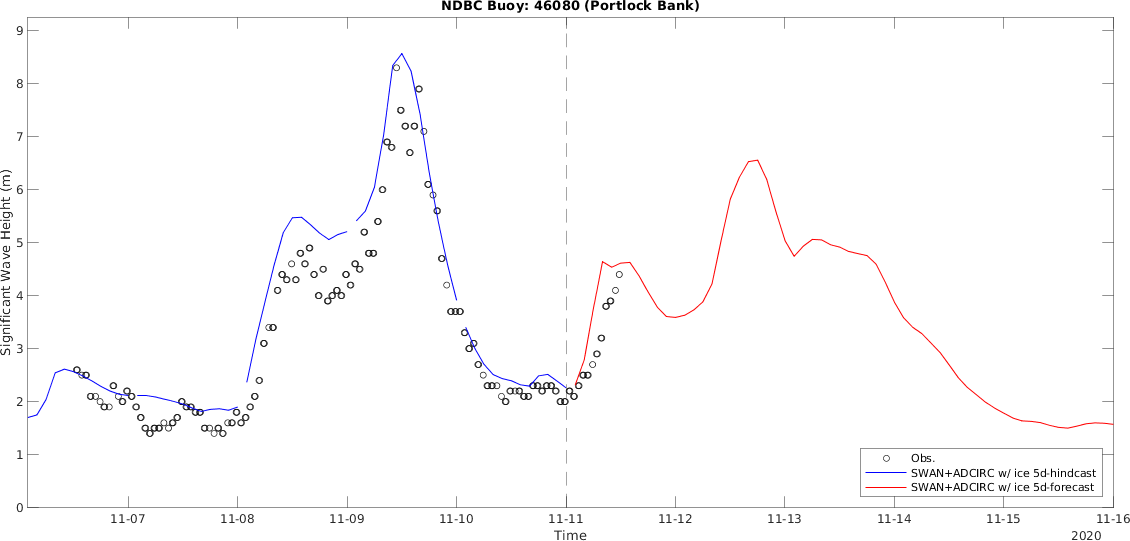 NDBC Buoy: 46080 (Portlock Bank)
Significant Wave Height (m)
9
8
7
6
5
4
3
2
1
0
Obs.
SWAN+ADCIRC w/ ice 5d-hindcast
SWAN+ADCIRC w/ ice 5d-forecast
11-07 11-08 11-09 11-10 11-11 11-12 11-13 11-14 11-15 11-16
Time
2020